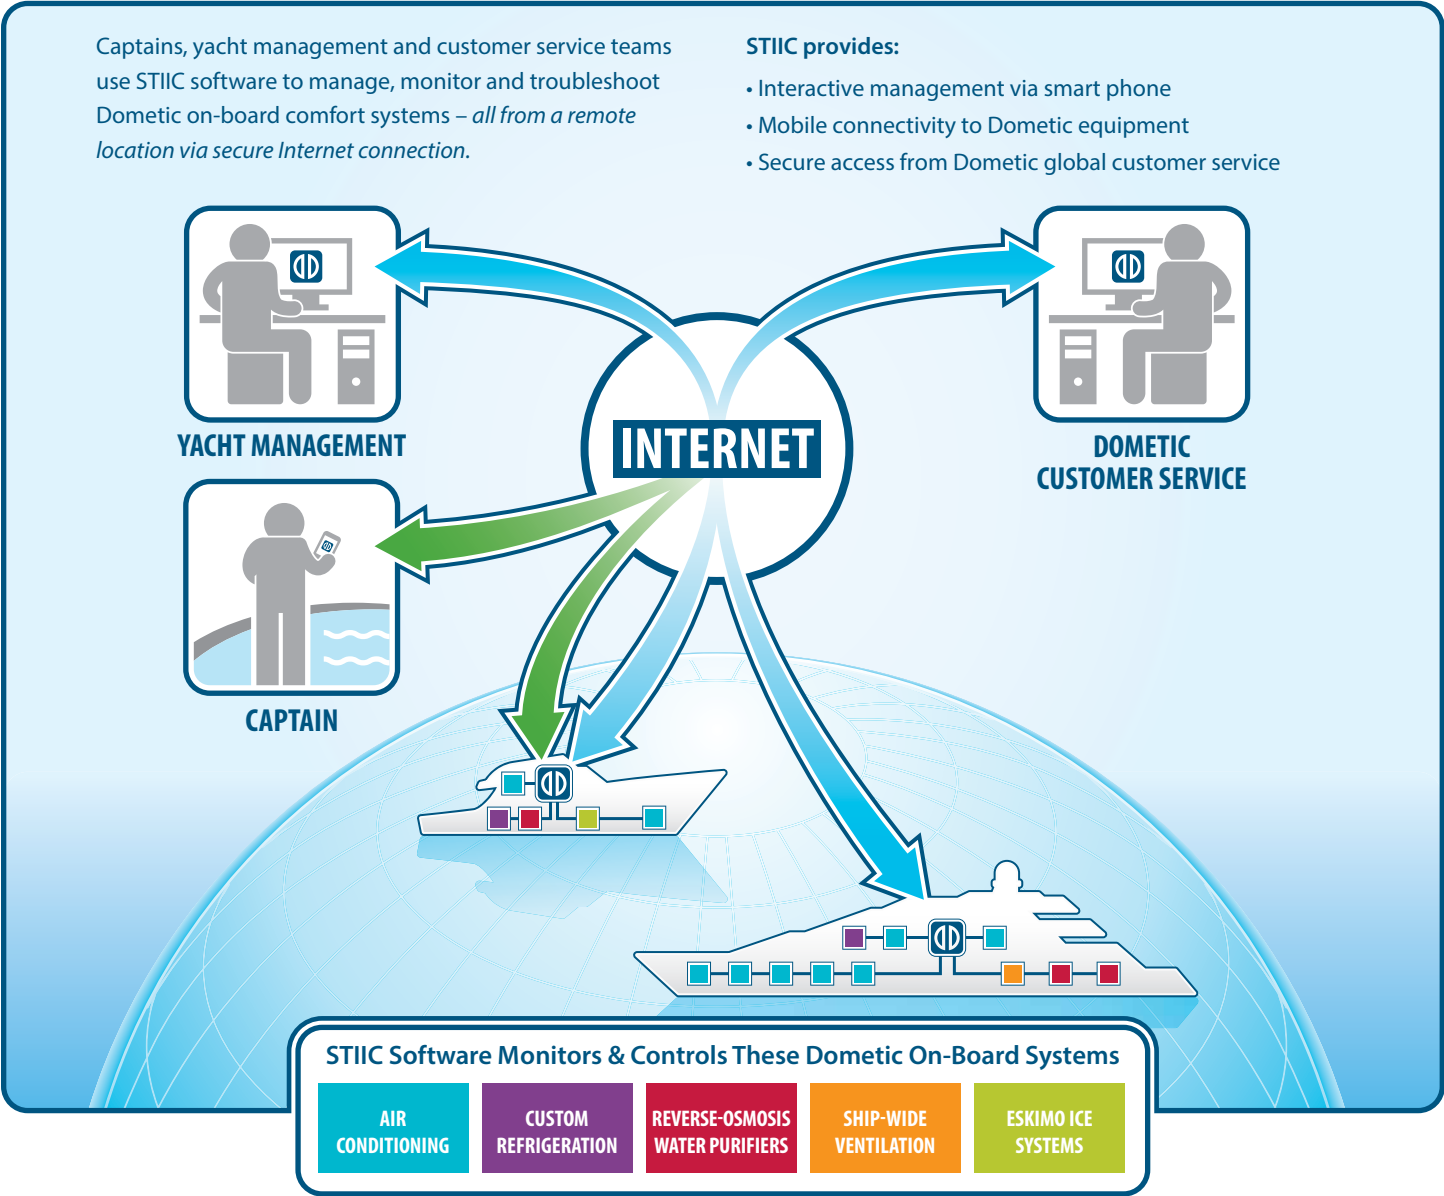 Captains, yacht management and customer service teams
use STIIC software to manage, monitor and troubleshoot
Dometic on-board comfort systems – all from a remote
location via secure Internet connection.
STIIC provides:
• Interactive management via smart phone
• Mobile connectivity to Dometic equipment
• Secure access from Dometic global customer service
YACHT MANAGEMENT
INTERNET
DOMETIC
CUSTOMER SERVICE
CAPTAIN
STIIC Software Monitors & Controls These Dometic On-Board Systems
AIR
CONDITIONING
CUSTOM
REFRIGERATION
REVERSE-OSMOSIS
WATER PURIFIERS
SHIP-WIDE
VENTILATION
ESKIMO ICE
SYSTEMS